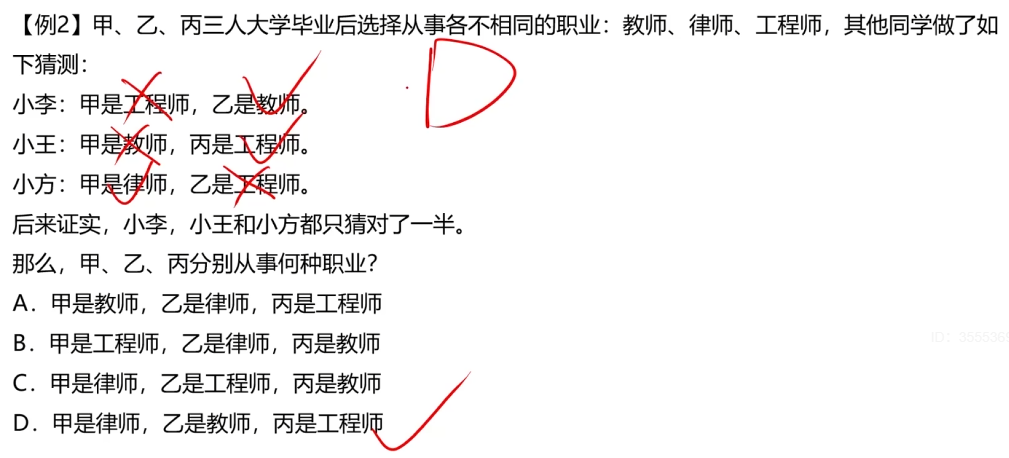 【例2】甲、乙、丙三人大学毕业后选择从事各不相同的职业：教师、律师、工程师，其他同学做了如
下猜测：
小李：甲是工程师，乙是教师。
小王：甲是教师，丙是工程师。
小方：甲是律师，乙是工程师。
后来证实，小李，小王和小方都只猜对了一半。
那么，甲、乙、丙分别从事何种职业？
A．甲是教师，乙是律师，丙是工程师
B．甲是工程师，乙是律师，丙是教师
C．甲是律师，乙是工程师，丙是教师
D．甲是律师，乙是教师，丙是工程师
D